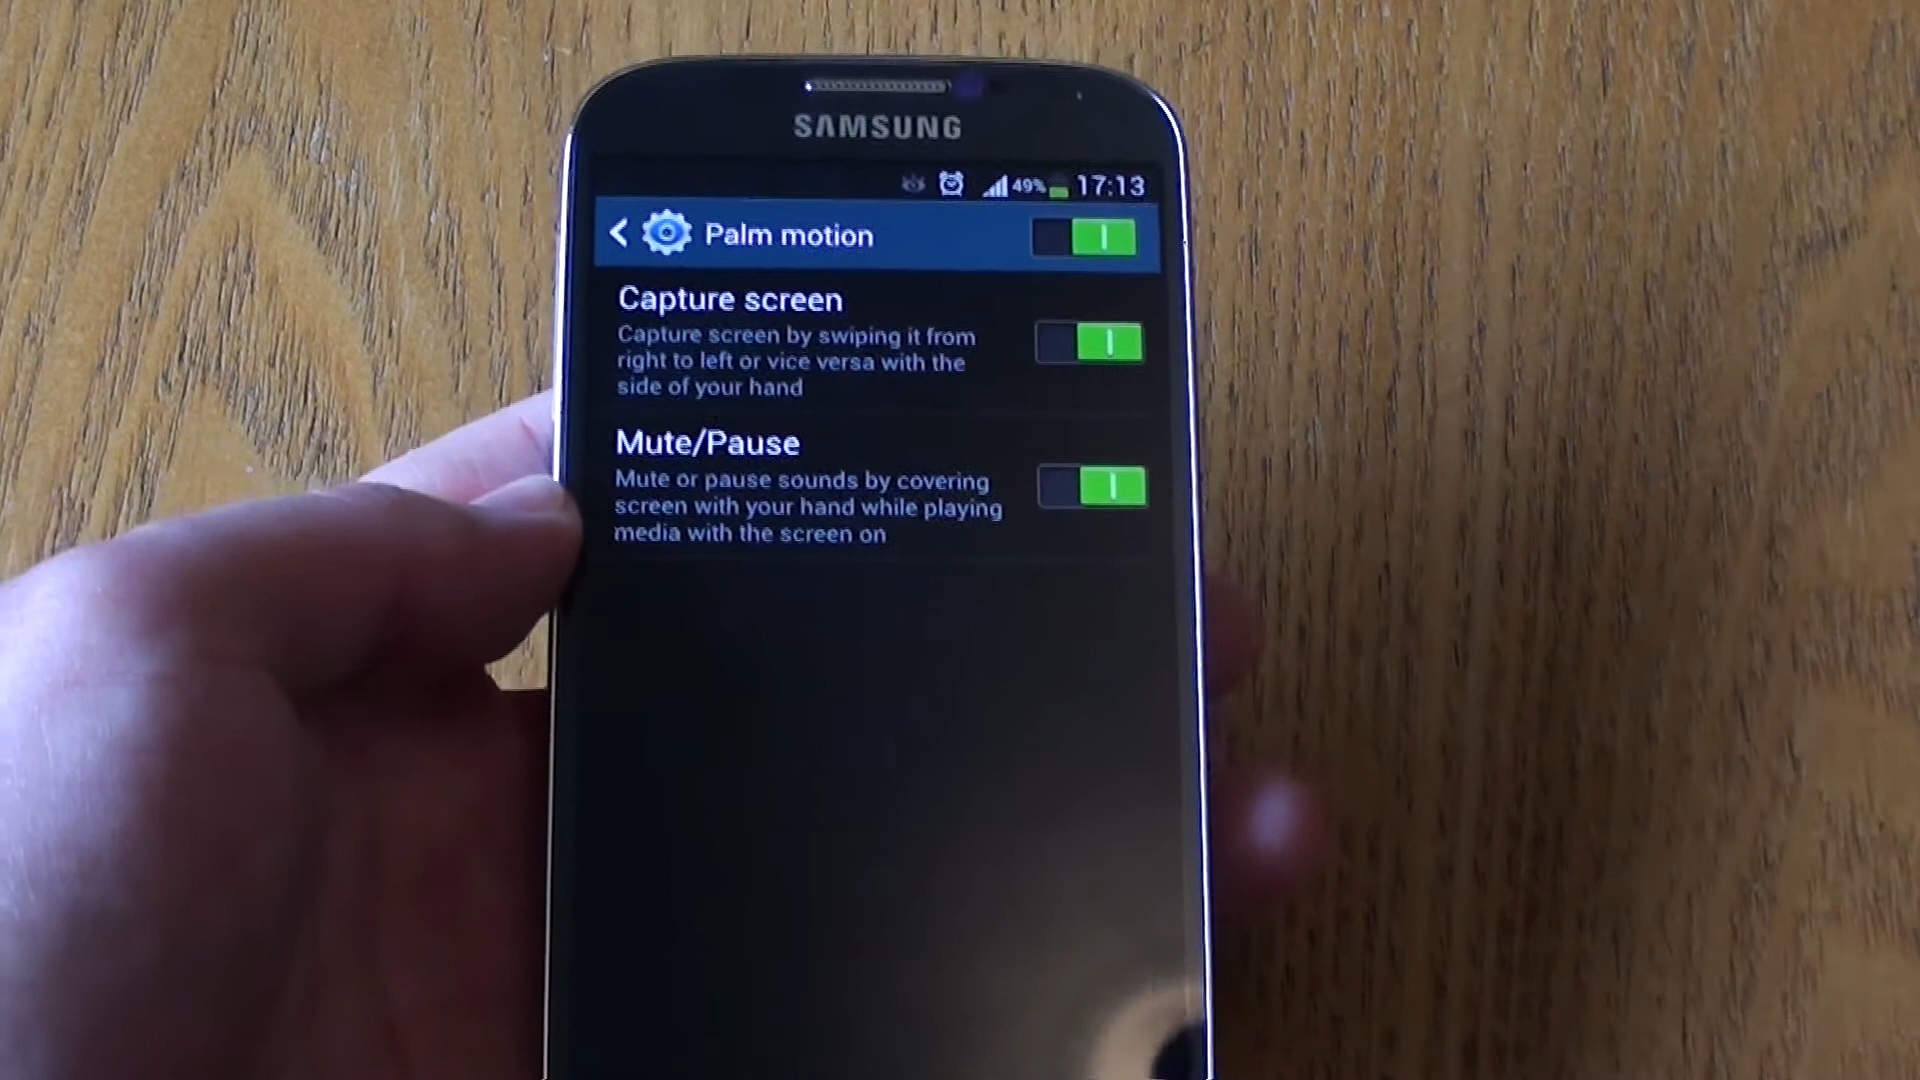 SAMSUNG
49% 17:13
Palm motion
Capture screen
Capture screen by swiping it from
right to left or vice versa with the
side of your hand
Mute/Pause
Mute or pause sounds by covering
screen with your hand while playing
media with the screen on